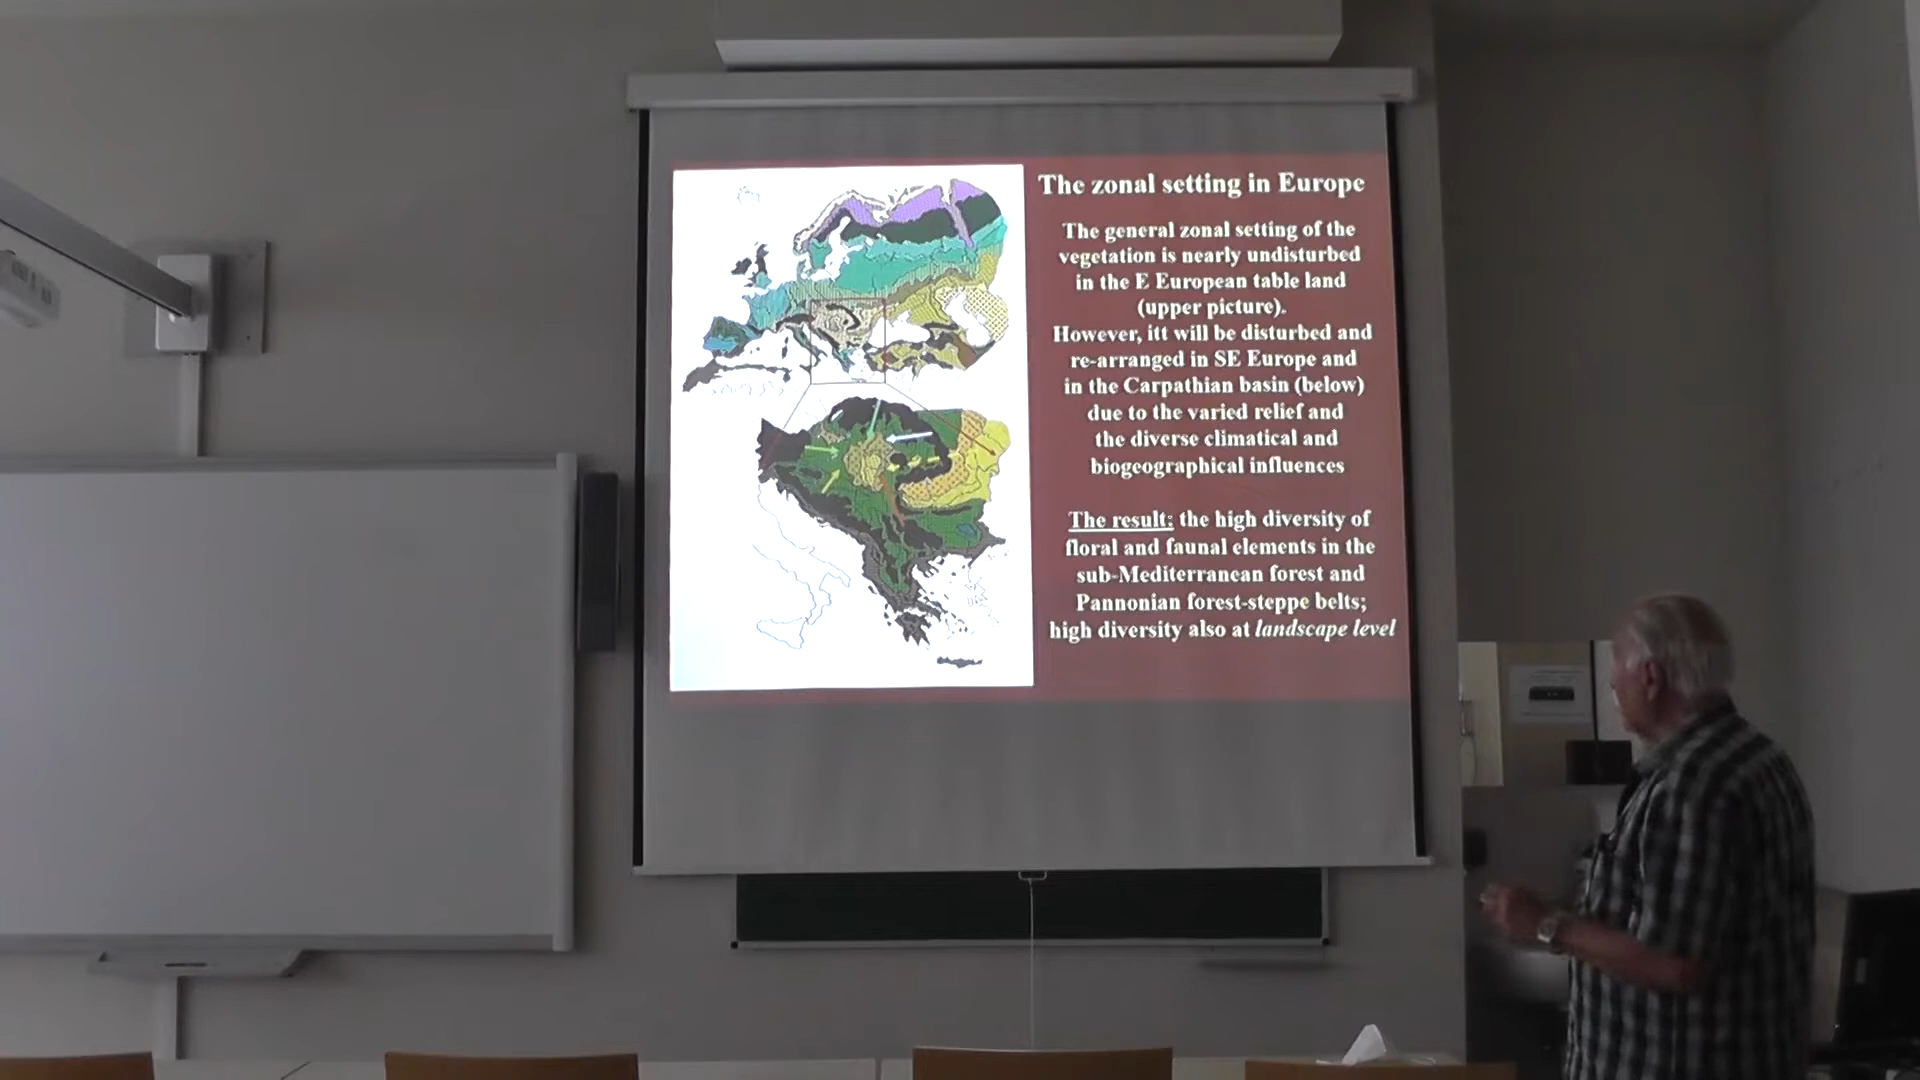 The zonal setting in Europe
The general zonal setting of the
vegetation is nearly undisturbed
in the E European table land
(upper picture).
However, itt will be disturbed and
re-arranged in SE Europe and
in the Carpathian basin (below)
due to the varied relief and
the diverse climatical and
biogeographical influences
The result: the high diversity of
floral and faunal elements in the
sub-Mediterranean forest and
Pannonian forest-steppe belts;
high diversity also at landscape level